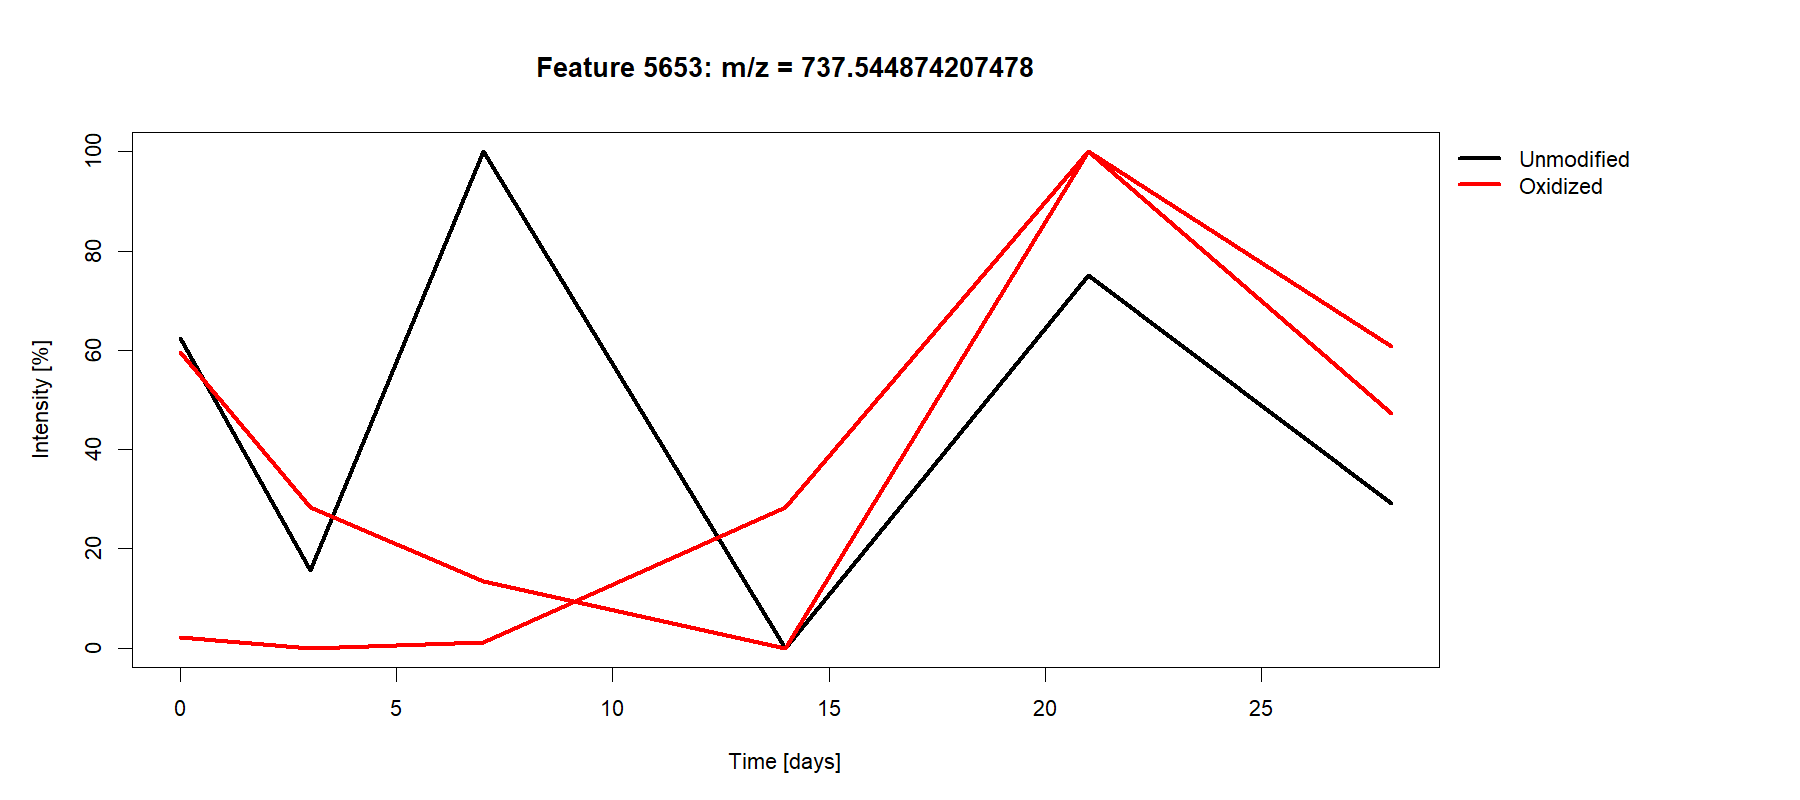 Feature 5653: m/z = 737.544874207478
Unmodified
Oxidized
Intensity [%]
100
80
60
40
20
0
0 5 10 15 20 25
Time [days]